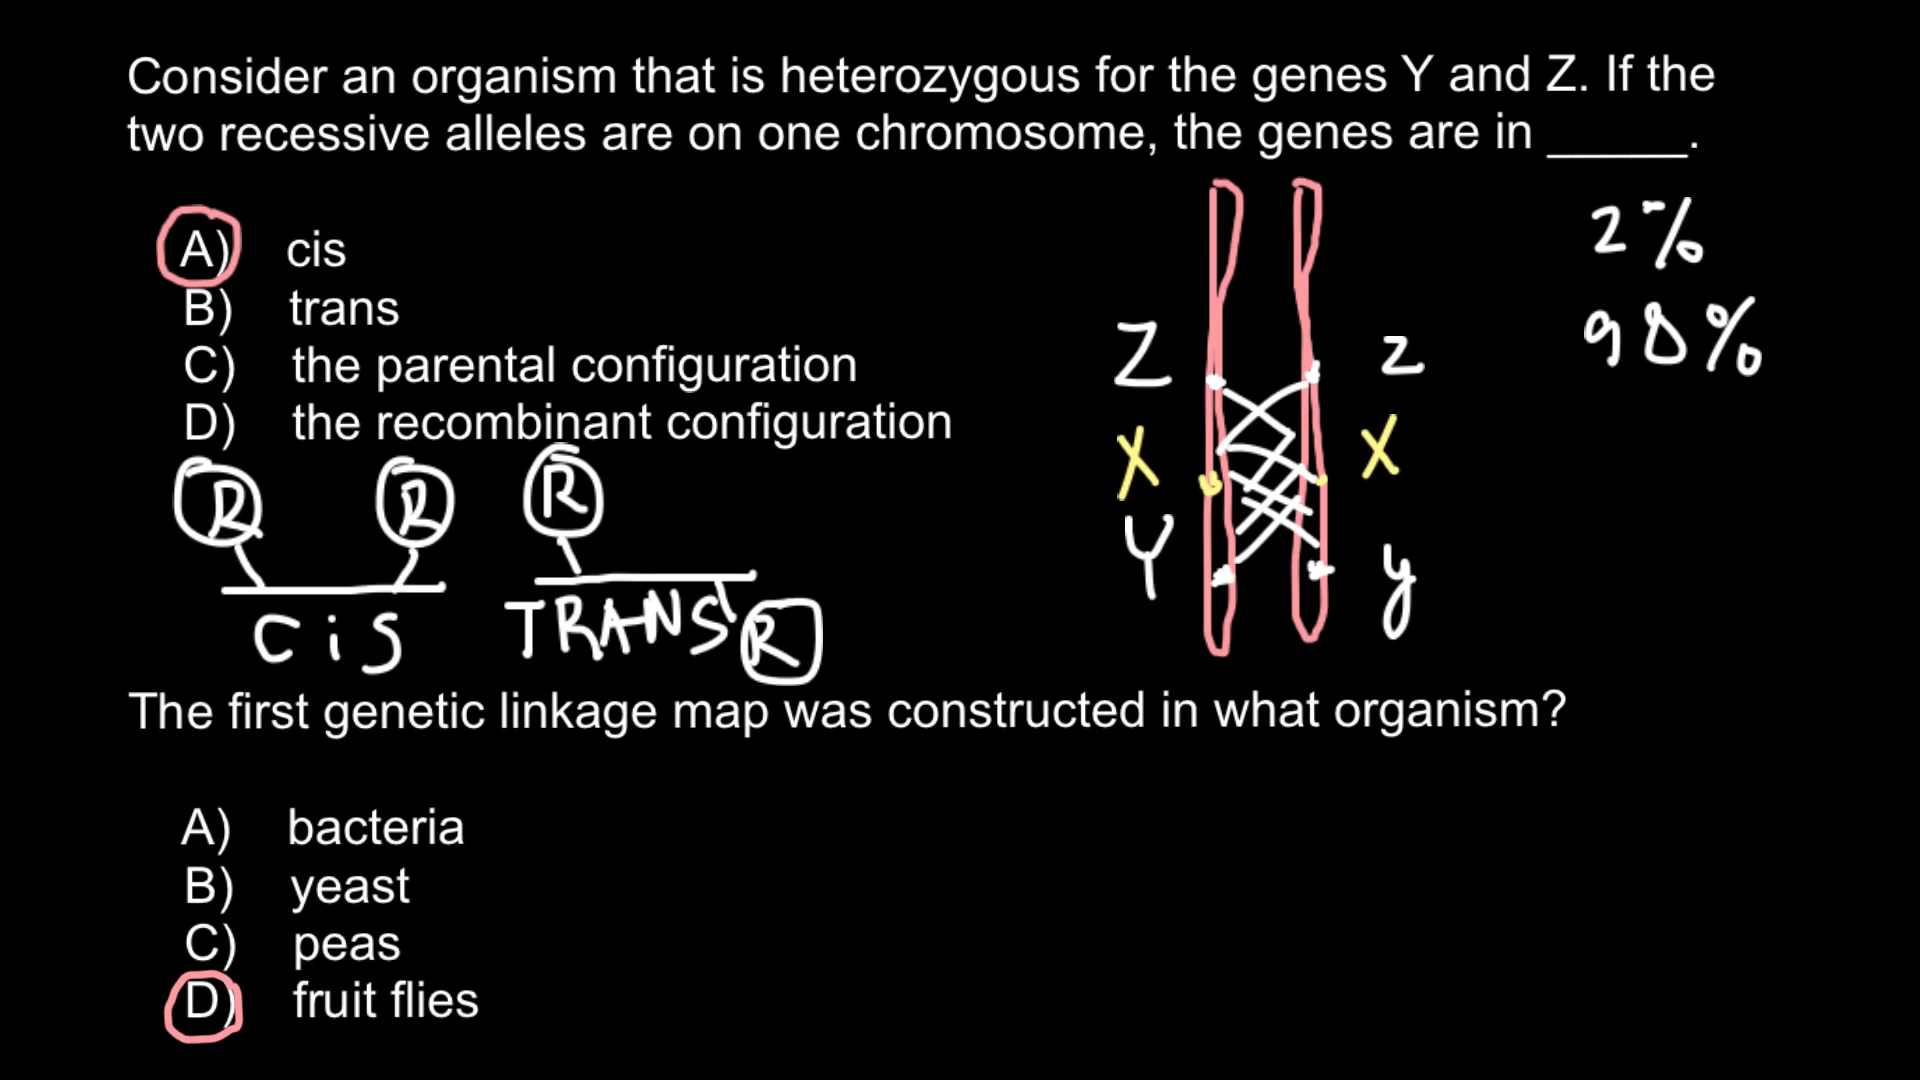 Consider an organism that is heterozygous for the genes Y and Z. If the
two recessive alleles are on one chromosome, the genes are in _____.
2%
A) cis
B) trans
98%
Z z
C) the parental configuration
D) the recombinant configuration
X X
R R R
Y y
cis TRANS R
The first genetic linkage map was constructed in what organism?
A) bacteria
B) yeast
C) peas
D) fruit flies